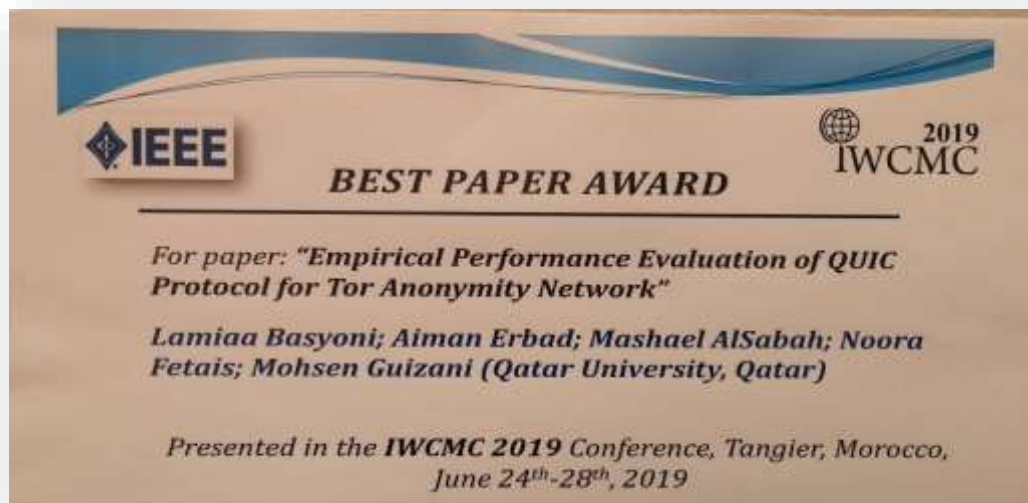 IEEE
2019
IWCMC
BEST PAPER AWARD
For paper: “Empirical Performance Evaluation of QUIC
Protocol for Tor Anonymity Network”
Lamiaa Basyoni; Aiman Erbad; Mashael AlSabah; Noora
Fetais; Mohsen Guizani (Qatar University, Qatar)
Presented in the IWCMC 2019 Conference, Tangier, Morocco,
June 24th-28th, 2019